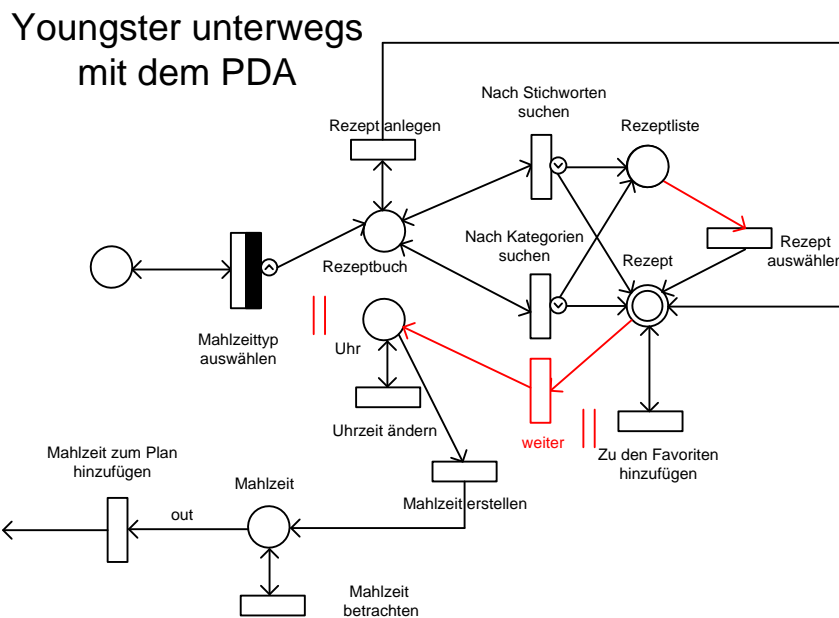 Youngster unterwegs
mit dem PDA
Nach Stichworten
suchen
Rezeptliste
Rezept anlegen
Nach Kategorien
suchen
Rezept
Rezept
auswählen
Rezeptbuch
Mahlzeittyp
auswählen
Uhr
Uhrzeit ändern
weiter
Zu den Favoriten
hinzufügen
Mahlzeit zum Plan
hinzufügen
Mahlzeit
Mahlzeit erstellen
out
Mahlzeit
betrachten